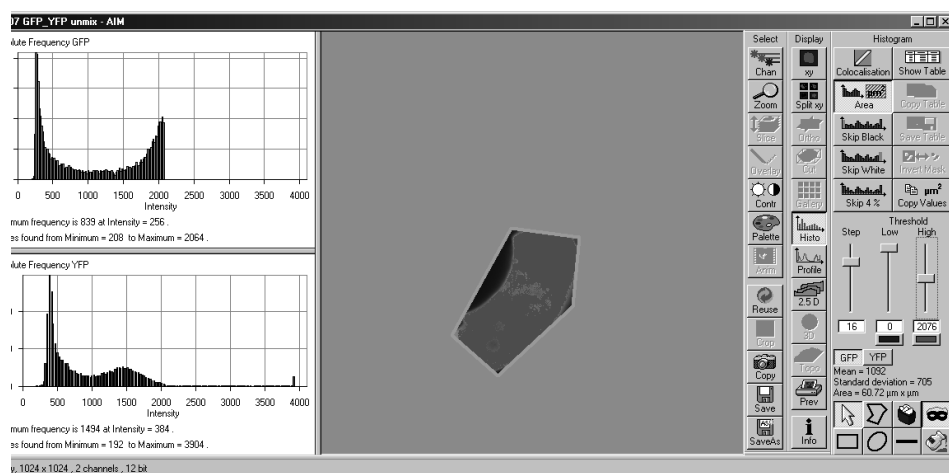 07 GFP_YFP unmix - AIM
lute Frequency GFP
0 500 1000 1500 2000 2500 3000 3500 4000
Intensity
mum frequency is 839 at Intensity = 256 .
es found from Minimum = 208 to Maximum = 2064 .
lute Frequency YFP
0 500 1000 1500 2000 2500 3000 3500 4000
Intensity
mum frequency is 1494 at Intensity = 384 .
es found from Minimum = 192 to Maximum = 3904 .
y, 1024 x 1024 , 2 channels , 12 bit
Select
Chan
Zoom
Slice
Overlay
Contr
Palette
Anim
Reuse
Crop
Copy
Save
ASI
SaveAs
Display
xy
Split xy
Ortho
Cut
Gallery
Histo
Profile
2.5 D
3D
Topo
Prev
Info
Histogram
Colocalisation Show Table
Area Copy Table
Skip Black Save Table
Skip White Invert Mask
Skip 4 % Copy Values
Threshold
Step Low High
16 0 2076
GFP YFP
Mean = 1092
Standard deviation = 705
Area = 60.72 µm x µm